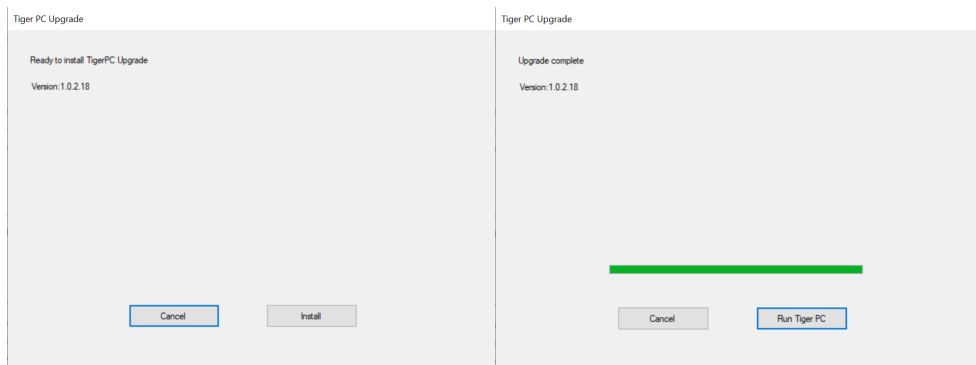 Tiger PC Upgrade
Ready to install TigerPC Upgrade
Version:1.0.2.18
Cancel
Install
Tiger PC Upgrade
Upgrade complete
Version:1.0.2.18
Cancel
Run Tiger PC